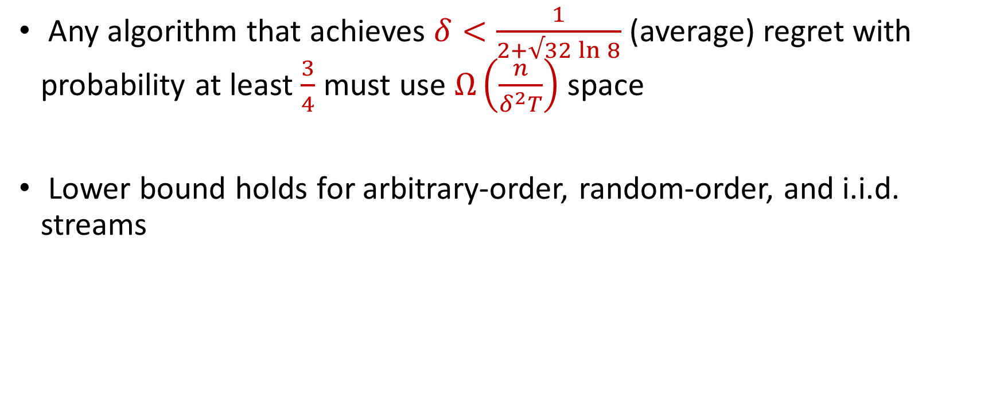 • Any algorithm that achieves $\delta < \frac{1}{2+\sqrt{32 \ln 8}}$ (average) regret with
probability at least $\frac{3}{4}$ must use $\Omega\left(\frac{n}{\delta^2 T}\right)$ space
• Lower bound holds for arbitrary-order, random-order, and i.i.d.
streams